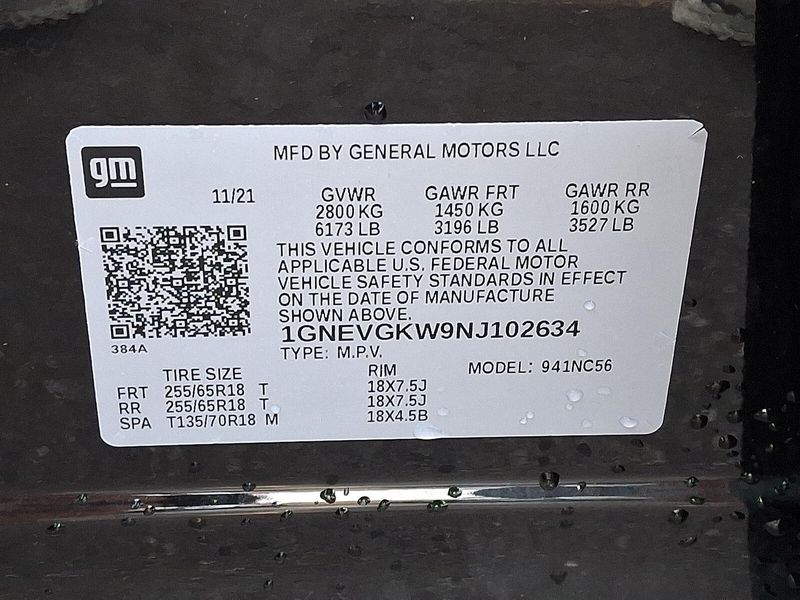 gm
MFD BY GENERAL MOTORS LLC
11/21 GVWR GAWR FRT GAWR RR
2800 KG 1450 KG 1600 KG
6173 LB 3196 LB 3527 LB
THIS VEHICLE CONFORMS TO ALL
APPLICABLE U.S. FEDERAL MOTOR
VEHICLE SAFETY STANDARDS IN EFFECT
ON THE DATE OF MANUFACTURE
SHOWN ABOVE.
1GNEVGKW9NJ102634
384A
TYPE: M.P.V. MODEL: 941NC56
TIRE SIZE RIM
FRT 255/65R18 T 18X7.5J
RR 255/65R18 T 18X7.5J
SPA T135/70R18 M 18X4.5B